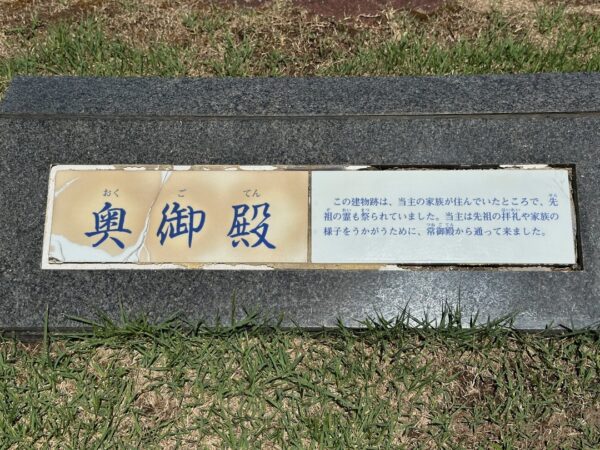 おく ご てん
奥御殿
この建物跡は、当主の家族が住んでいたところで、先
祖の霊も祭られていました。当主は先祖の拝礼や家族の
様子をうかがうために、常御殿から通って来ました。